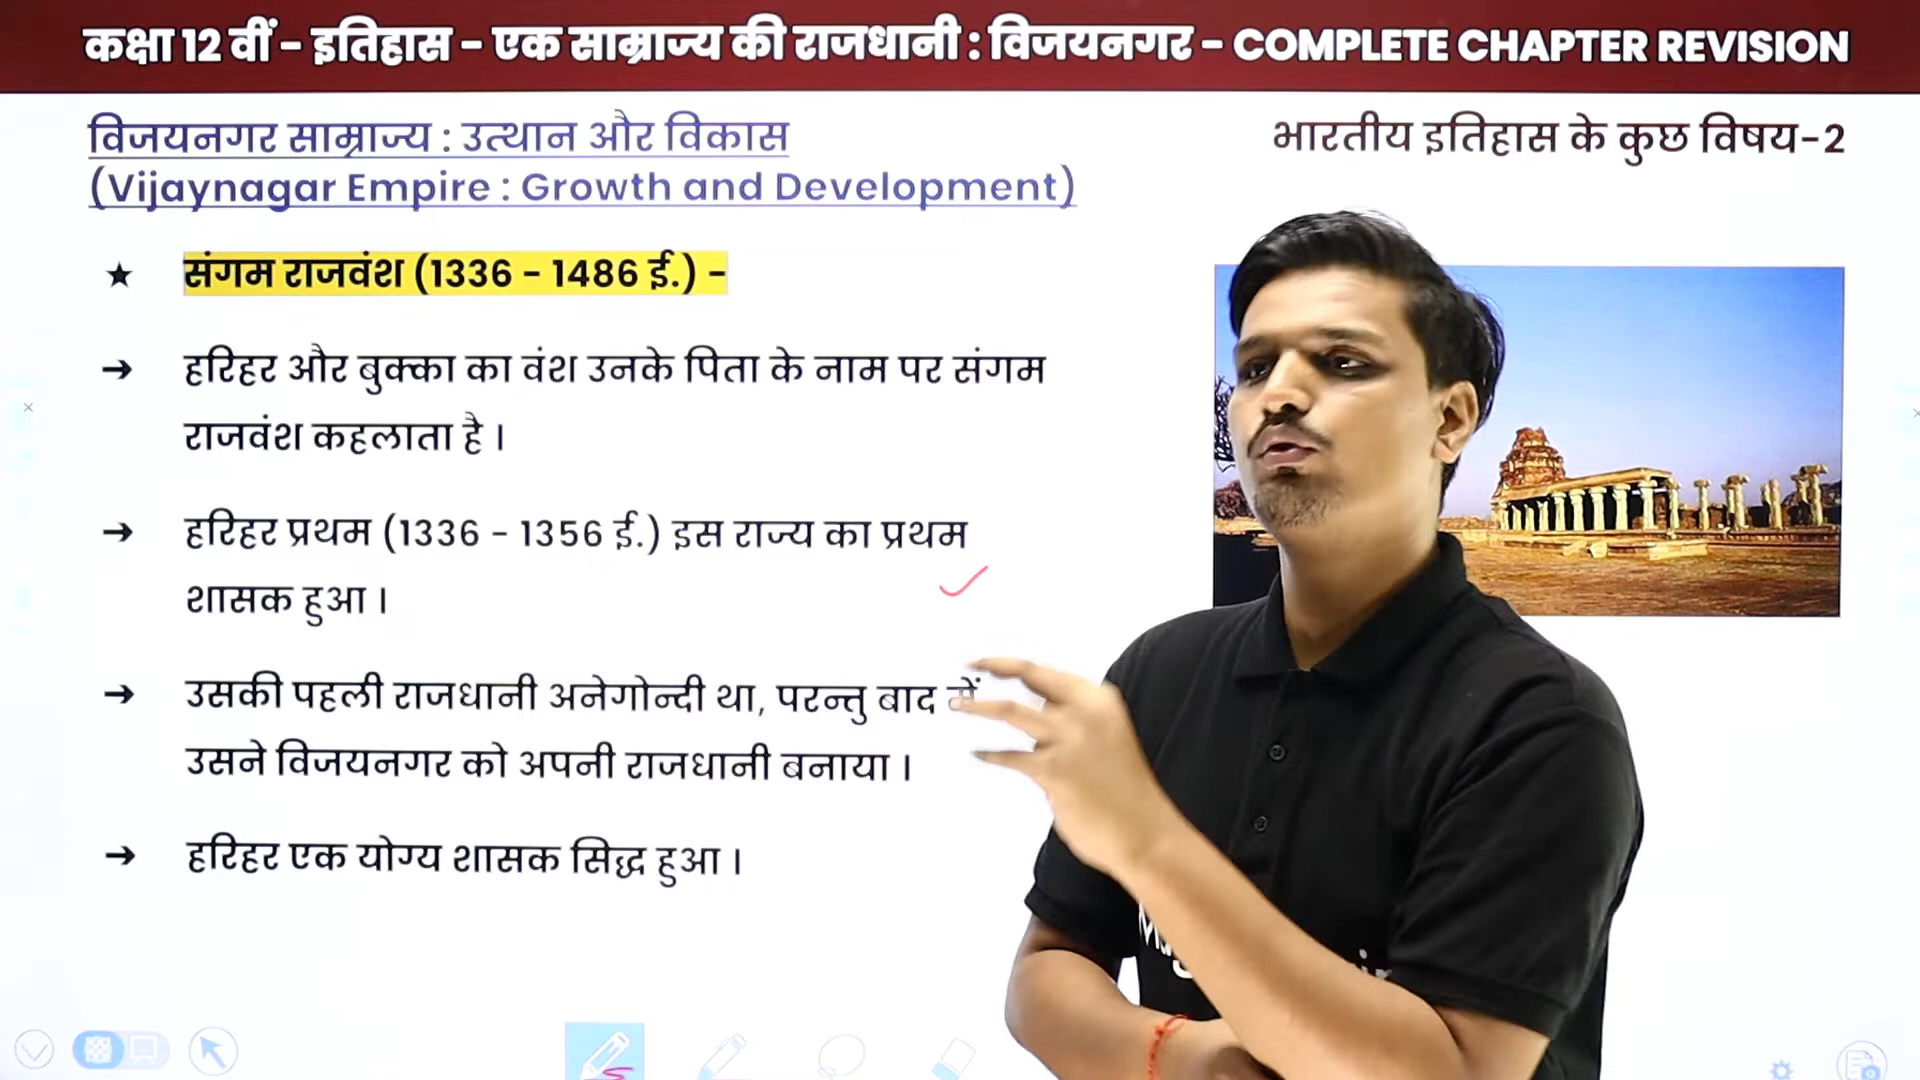 कक्षा 12 वीं - इतिहास - एक साम्राज्य की राजधानी : विजयनगर - COMPLETE CHAPTER REVISION
विजयनगर साम्राज्य : उत्थान और विकास
(Vijaynagar Empire : Growth and Development)
भारतीय इतिहास के कुछ विषय-2
★ संगम राजवंश (1336 - 1486 ई.) -
→ हरिहर और बुक्का का वंश उनके पिता के नाम पर संगम
राजवंश कहलाता है ।
→ हरिहर प्रथम (1336 - 1356 ई.) इस राज्य का प्रथम
शासक हुआ ।
→ उसकी पहली राजधानी अनेगोन्दी था, परन्तु बाद में
उसने विजयनगर को अपनी राजधानी बनाया ।
→ हरिहर एक योग्य शासक सिद्ध हुआ ।